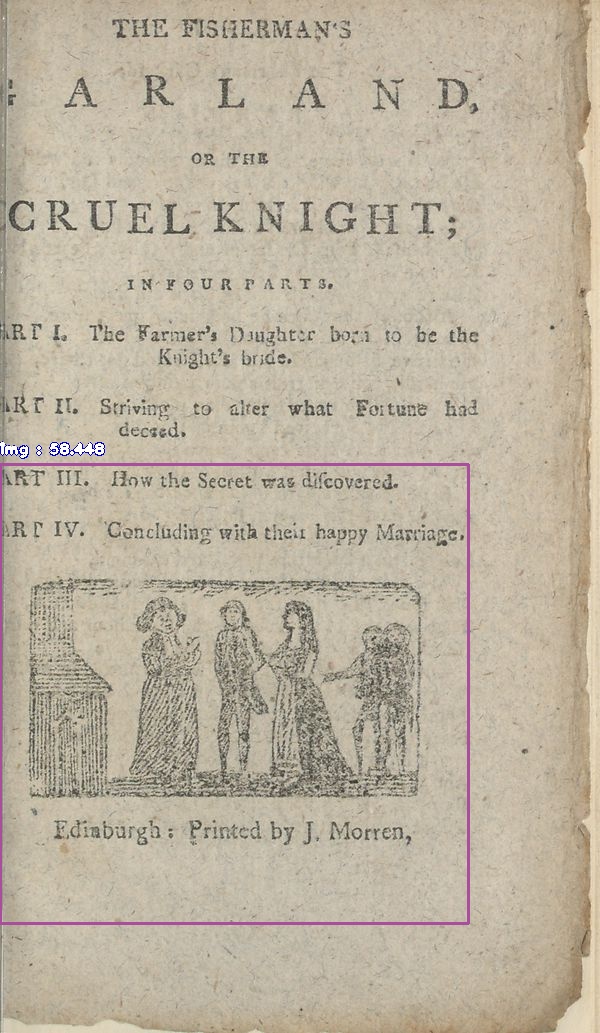 THE FISHERMAN'S
GARLAND,
OR THE
CRUEL KNIGHT;
IN FOUR PARTS.
ART I. The Farmer's Daughter born to be the
Knight's bride.
ART II. Striving to alter what Fortune had
Img : 58.448
ART III. How the Secret was diſcovered.
ART IV. Concluding with their happy Marriage.
Edinburgh: Printed by J. Morren,